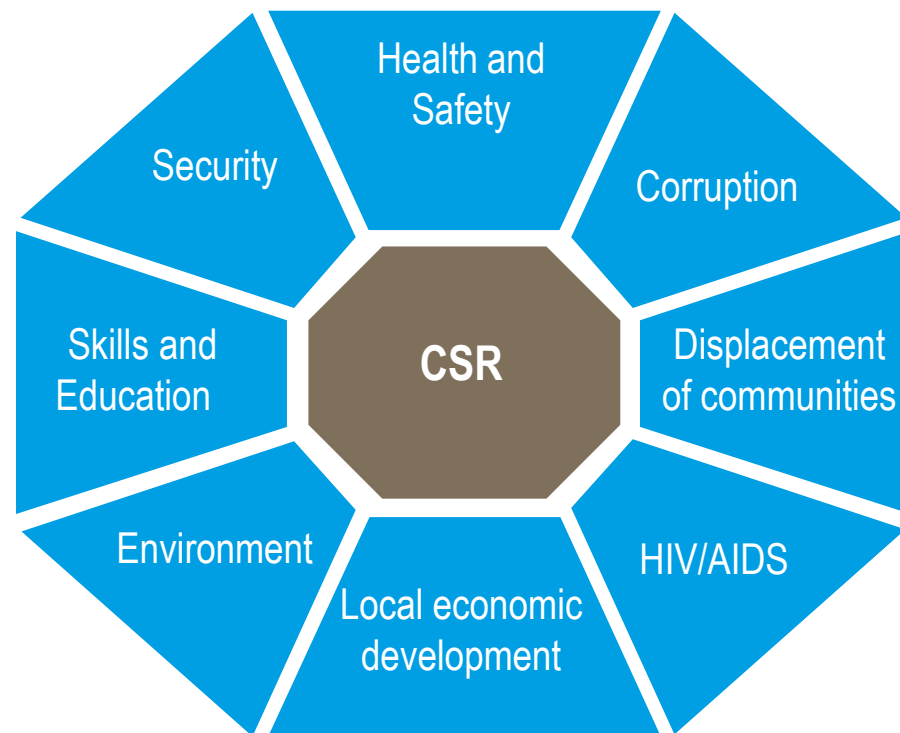 Health and
Safety
Security
Corruption
Skills and
Education
CSR
Displacement
of communities
Environment
HIV/AIDS
Local economic
development